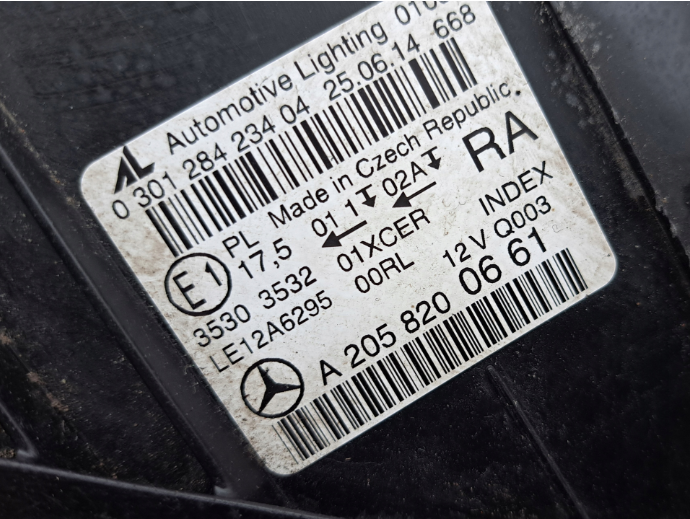 AL Automotive Lighting
0 301 284 234 04 25.06.14 668
PL Made in Czech Republic.
E1 17,5 01 1 02A RA
3530 3532 01XCER INDEX
LE12A6295 00RL 12V Q003
A 205 820 06 61